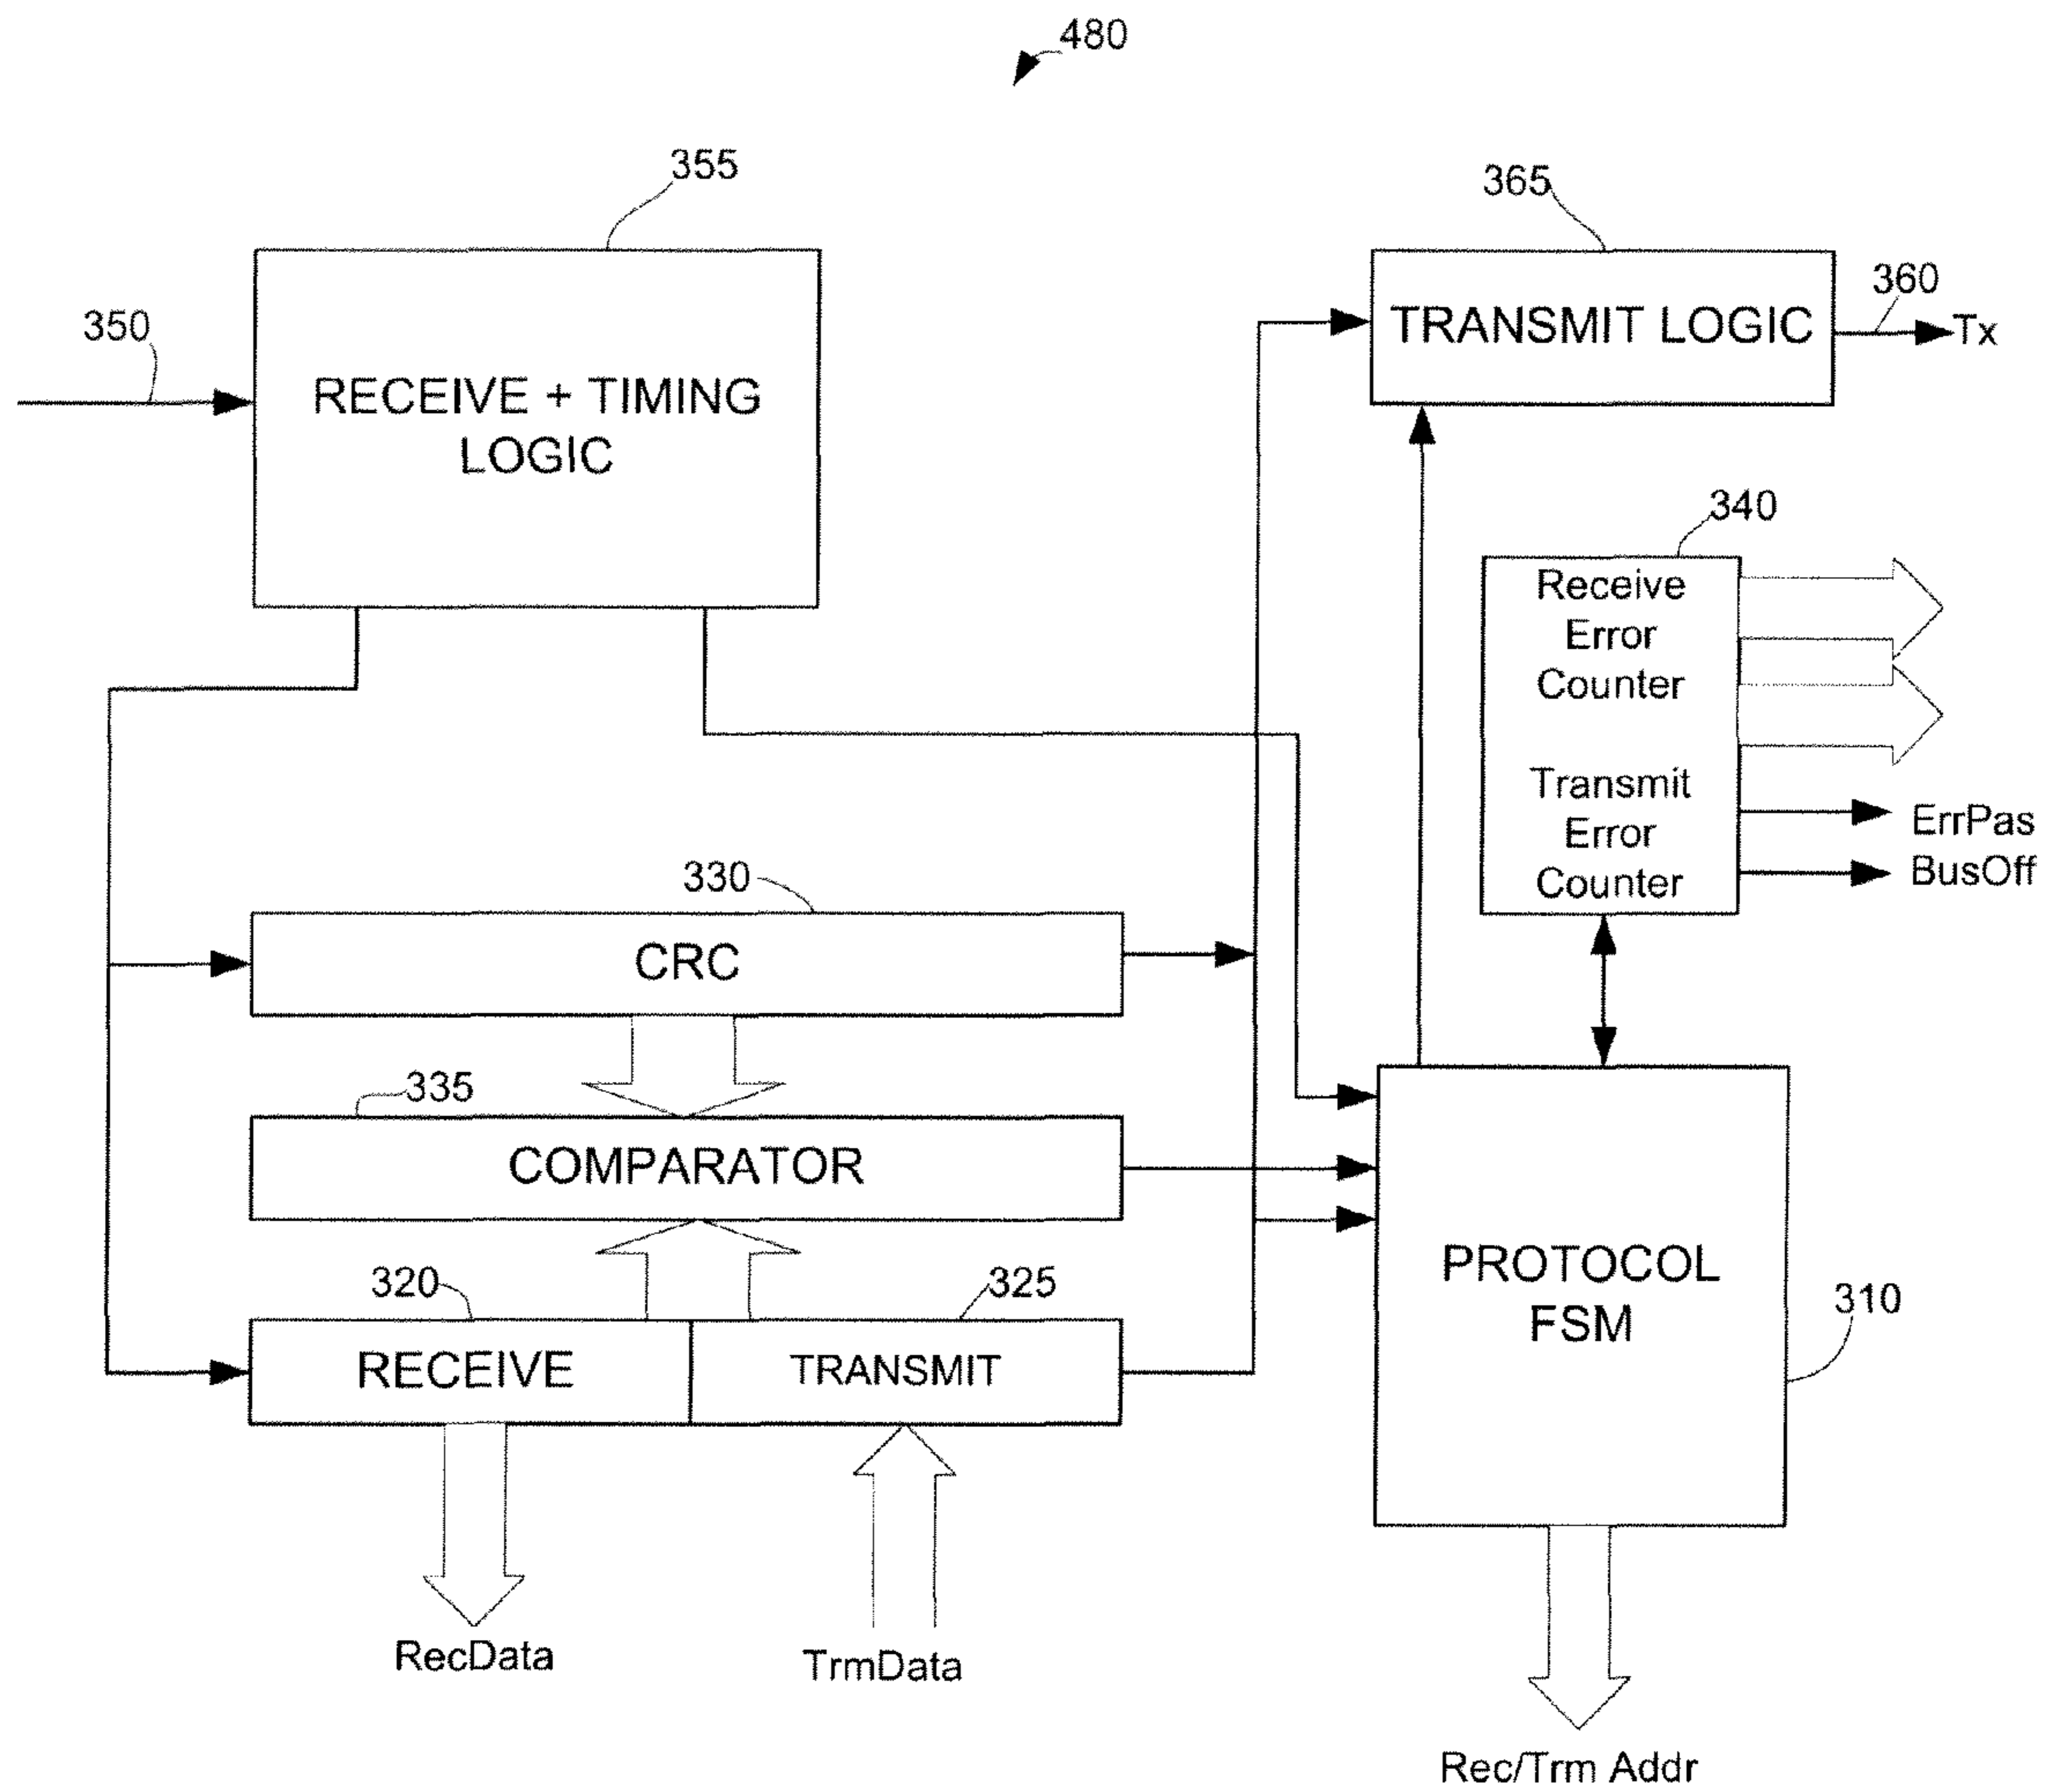 480
355
365
350
360
RECEIVE + TIMING
LOGIC
TRANSMIT LOGIC
Tx
340
Receive
Error
Counter
Transmit
Error
Counter
ErrPas
BusOff
330
CRC
335
COMPARATOR
320
325
RECEIVE
TRANSMIT
PROTOCOL
FSM
310
RecData
TrmData
Rec/Trm Addr